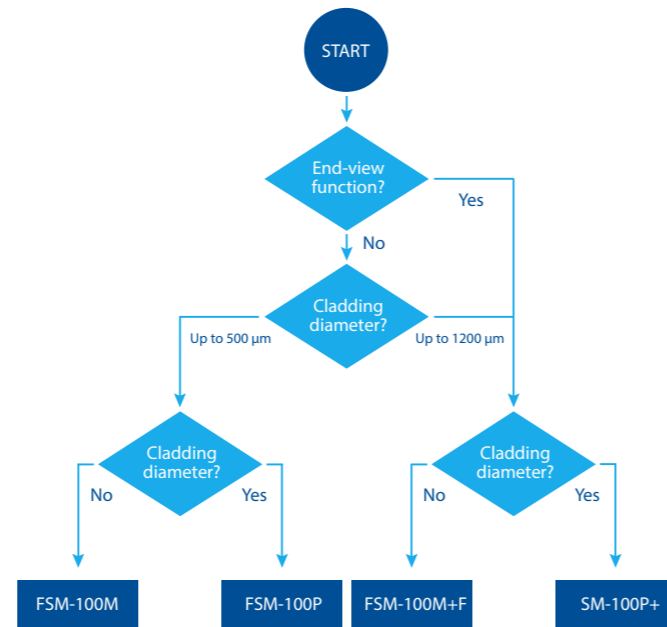 START
End-view
function?
Yes
No
Cladding
diameter?
Up to 500 µm
Up to 1200 µm
Cladding
diameter?
No
Yes
Cladding
diameter?
No
Yes
FSM-100M
FSM-100P
FSM-100M+F
SM-100P+